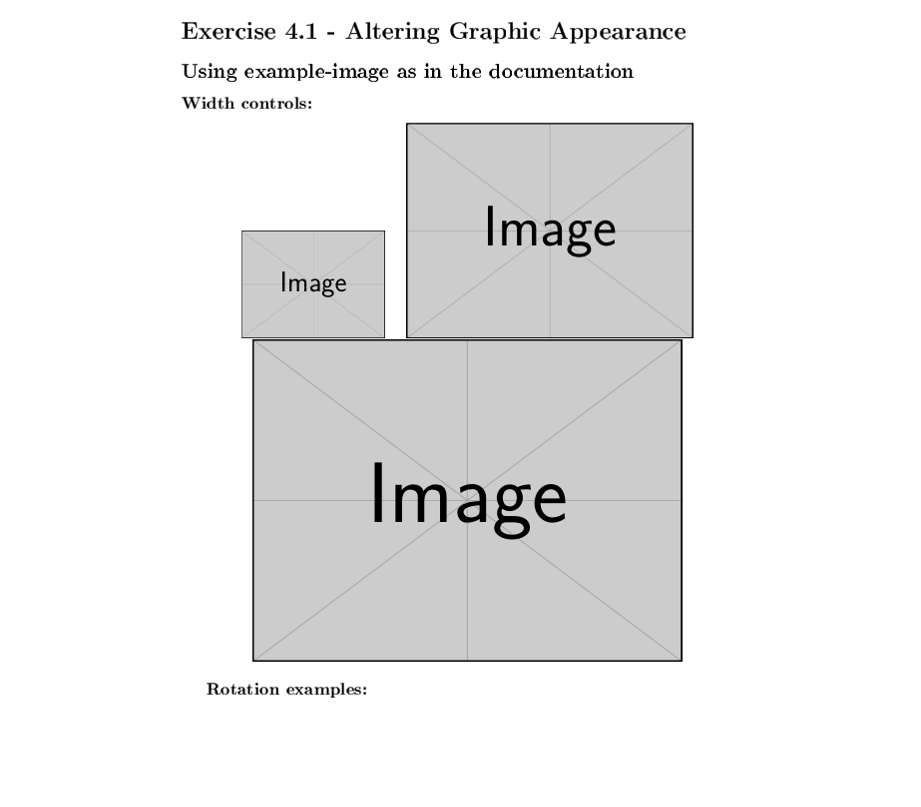 Exercise 4.1 - Altering Graphic Appearance
Using example-image as in the documentation
Width controls:
Image
Image
Image
Rotation examples: